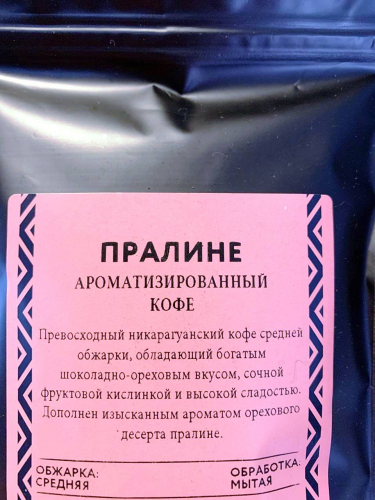 ПРАЛИНЕ
АРОМАТИЗИРОВАННЫЙ
КОФЕ
Превосходный никарагуанский кофе средней
обжарки, обладающий богатым
шоколадно-ореховым вкусом, сочной
фруктовой кислинкой и высокой сладостью.
Дополнен изысканным ароматом орехового
десерта пралине.
ОБЖАРКА: ОБРАБОТКА:
СРЕДНЯЯ МЫТАЯ